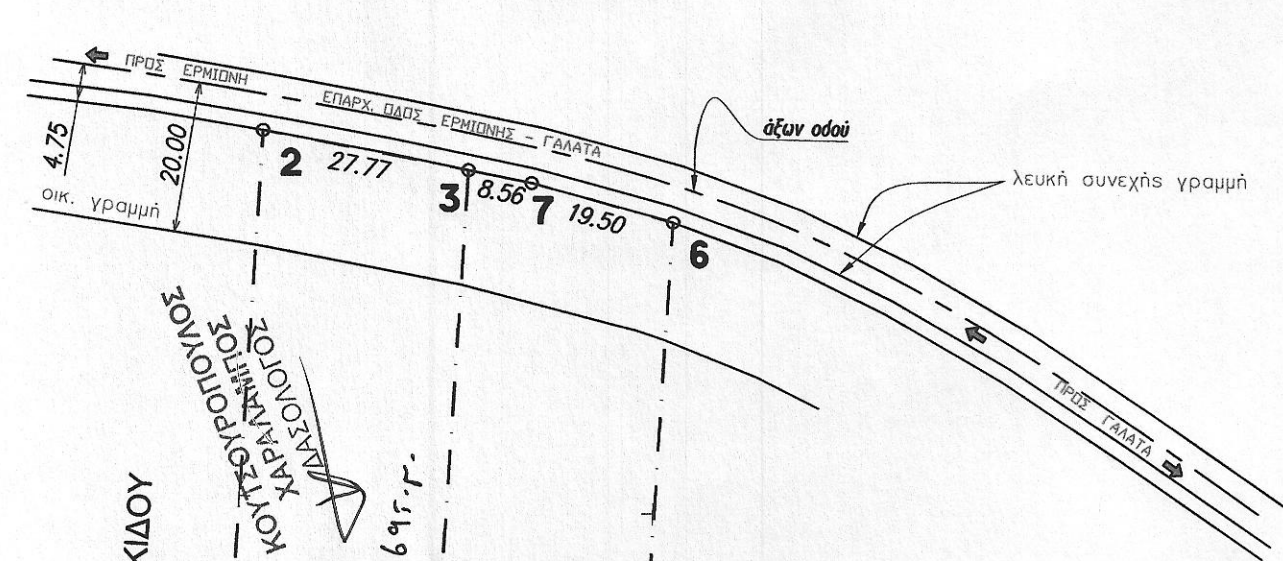 ΠΡΟΣ ΕΡΜΙΟΝΗ
ΕΠΑΡΧ. ΟΔΟΣ ΕΡΜΙΟΝΗΣ - ΓΑΛΑΤΑ
άξων οδού
λευκή συνεχής γραμμή
4.75
20.00
2
27.77
3
8.56
7
19.50
6
οικ. γραμμή
ΠΡΟΣ ΓΑΛΑΤΑ
ΚΟΥΤΣΟΥΡΟΠΟΥΛΟΣ
ΧΑΡΑΛΑΜΠΟΣ
ΔΑΣΟΛΟΓΟΣ
ΚΙΔΟΥ